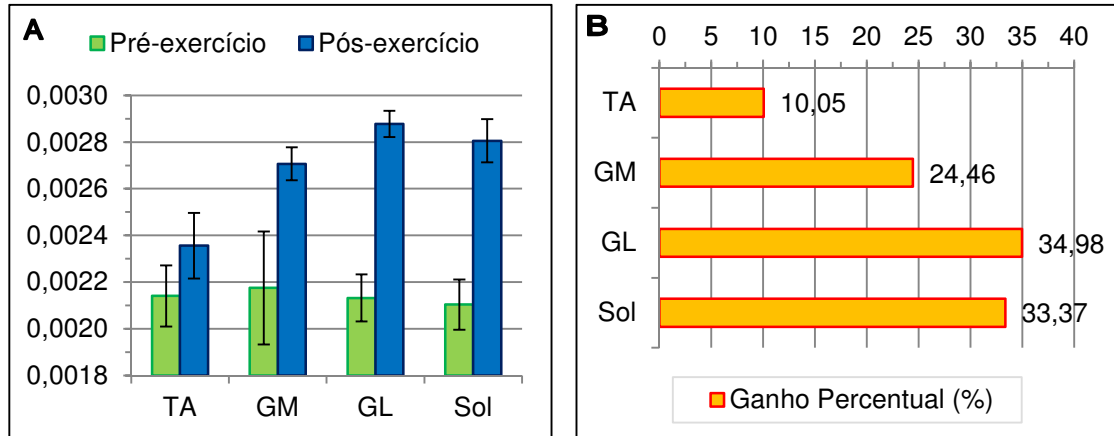 A
Pré-exercício Pós-exercício
0,0030
0,0028
0,0026
0,0024
0,0022
0,0020
0,0018
TA GM GL Sol
B
0 5 10 15 20 25 30 35 40
TA 10,05
GM 24,46
GL 34,98
Sol 33,37
Ganho Percentual (%)